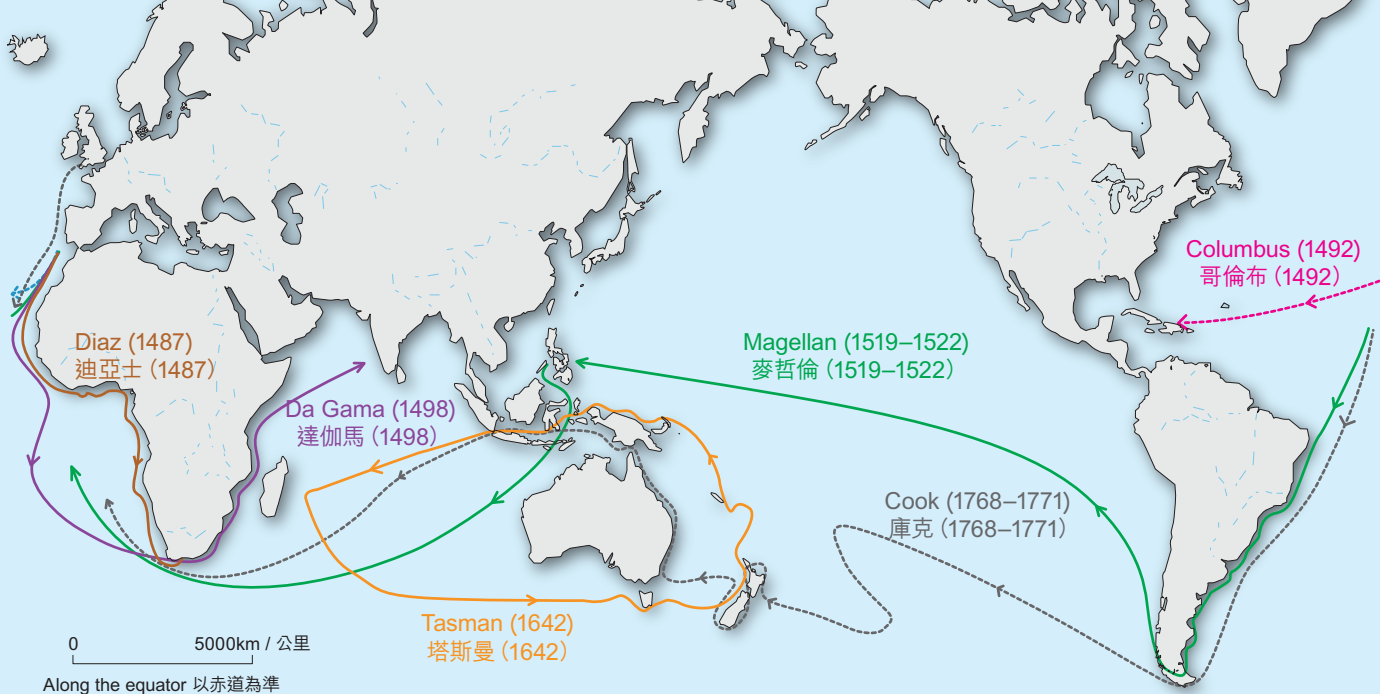 Columbus (1492)
哥倫布（1492）
Diaz (1487)
迪亞士（1487）
Magellan (1519–1522)
麥哲倫（1519–1522）
Da Gama (1498)
達伽馬（1498）
Cook (1768–1771)
庫克（1768–1771）
Tasman (1642)
塔斯曼（1642）
0 5000km / 公里
Along the equator 以赤道為準